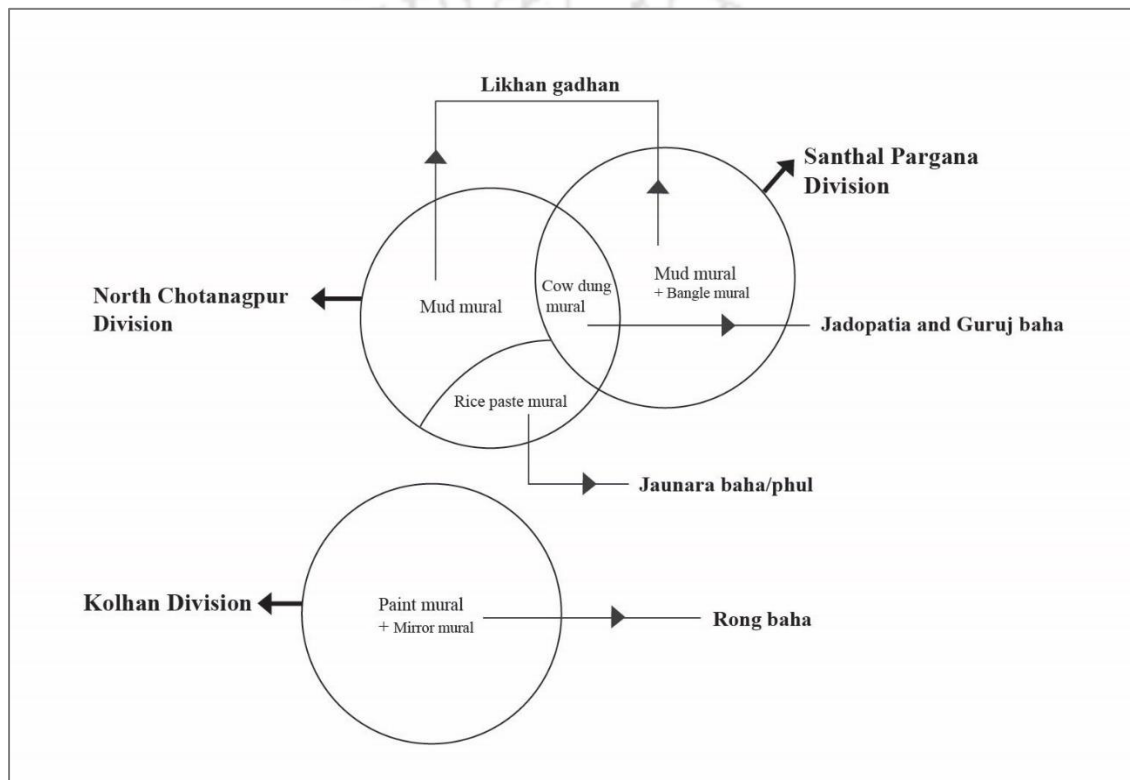 Likhan gadhan
Santhal Pargana
Division
North Chotanagpur
Division
Mud mural
Cow dung
mural
Mud mural
+ Bangle mural
Jadopatia and Guruj baha
Rice paste mural
Jaunara baha/phul
Kolhan Division
Paint mural
+ Mirror mural
Rong baha